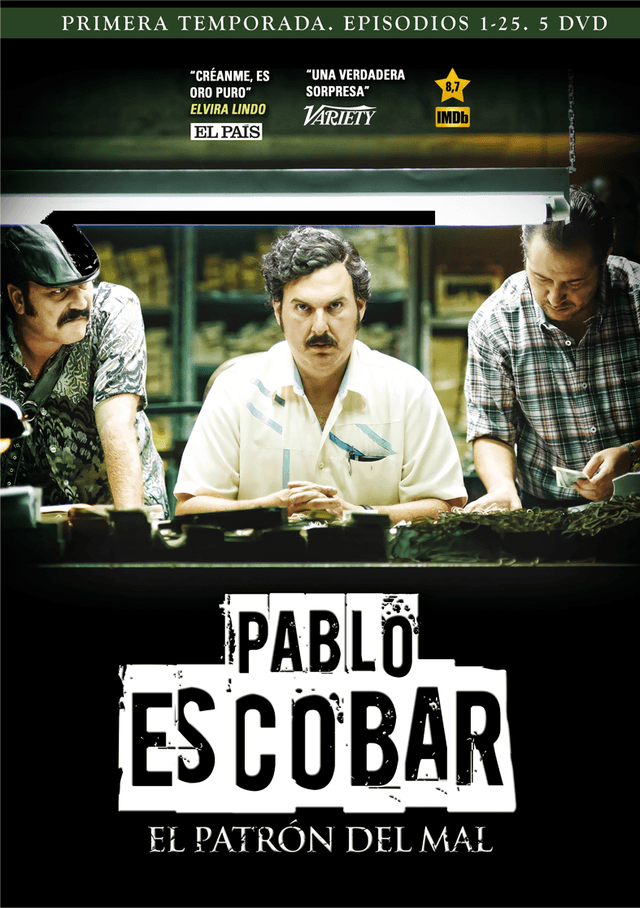 PRIMERA TEMPORADA. EPISODIOS 1-25. 5 DVD
“CRÉANME, ES
ORO PURO”
ELVIRA LINDO
EL PAÍS
“UNA VERDADERA
SORPRESA”
VARIETY
8,7
IMDb
PABLO
ESCOBAR
EL PATRÓN DEL MAL